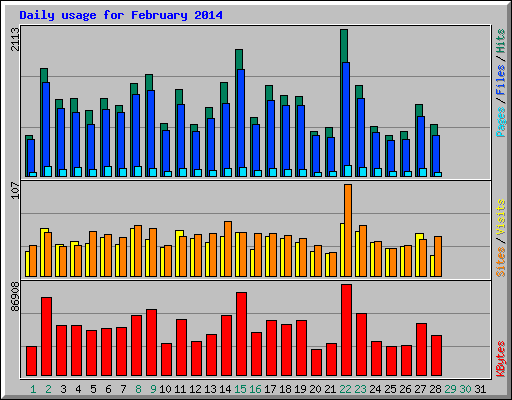 Daily usage for February 2014
2113
Pages / Files / Hits
107
Sites / Visits
86908
KBytes
1 2 3 4 5 6 7 8 9 10 11 12 13 14 15 16 17 18 19 20 21 22 23 24 25 26 27 28 29 30 31